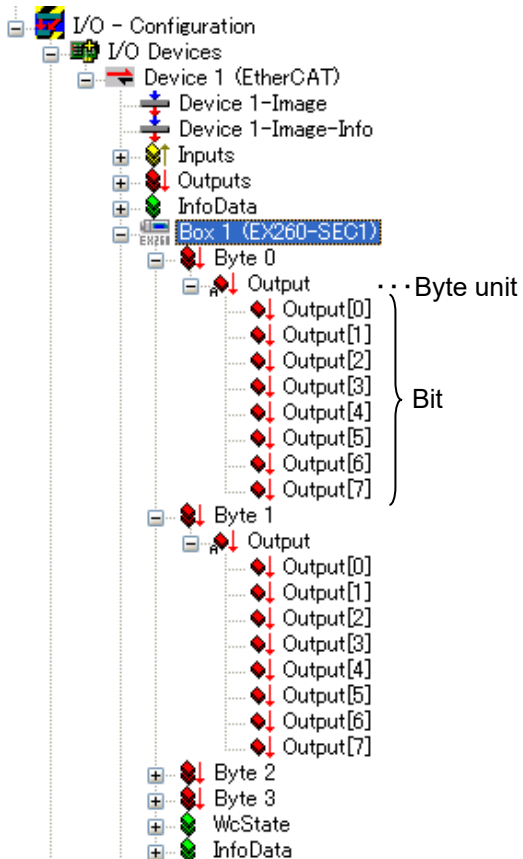 I/O - Configuration
I/O Devices
Device 1 (EtherCAT)
Device 1-Image
Device 1-Image-Info
Inputs
Outputs
InfoData
EX260 Box 1 (EX260-SEC1)
Byte 0
Output ···Byte unit
Output[0]
Output[1]
Output[2]
Output[3]
Output[4] Bit
Output[5]
Output[6]
Output[7]
Byte 1
Output
Output[0]
Output[1]
Output[2]
Output[3]
Output[4]
Output[5]
Output[6]
Output[7]
Byte 2
Byte 3
WcState
InfoData